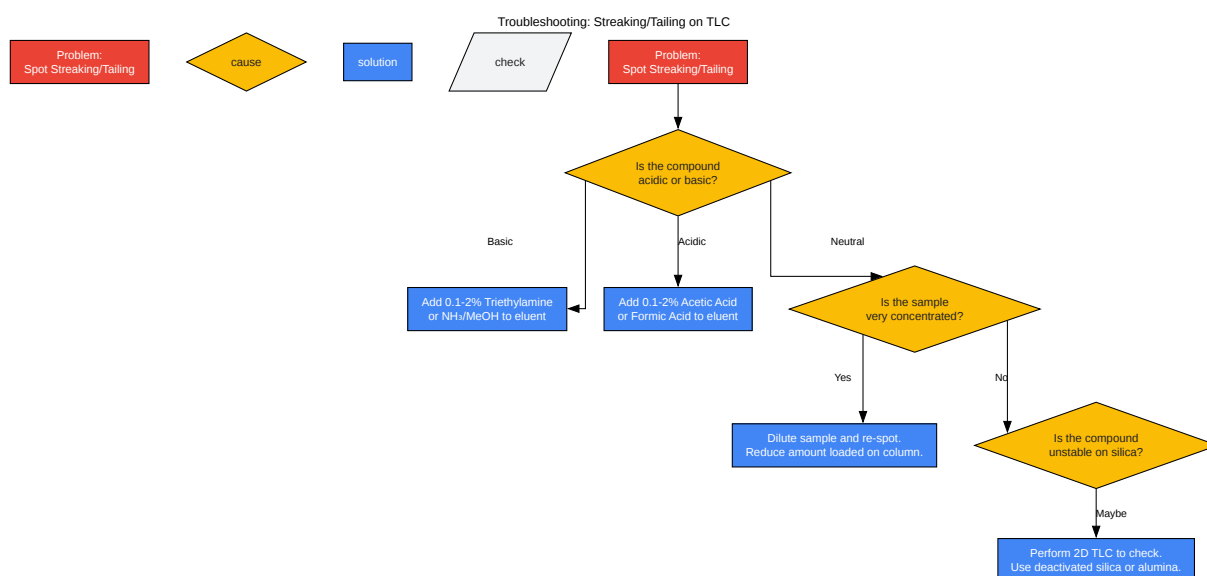 Troubleshooting: Streaking/Tailing on TLC
Problem:
Spot Streaking/Tailing
cause
solution
check
Problem:
Spot Streaking/Tailing
Is the compound
acidic or basic?
Basic
Acidic
Neutral
Add 0.1-2% Triethylamine
or NH₃/MeOH to eluent
Add 0.1-2% Acetic Acid
or Formic Acid to eluent
Is the sample
very concentrated?
Yes
No
Dilute sample and re-spot.
Reduce amount loaded on column.
Is the compound
unstable on silica?
Maybe
Perform 2D TLC to check.
Use deactivated silica or alumina.